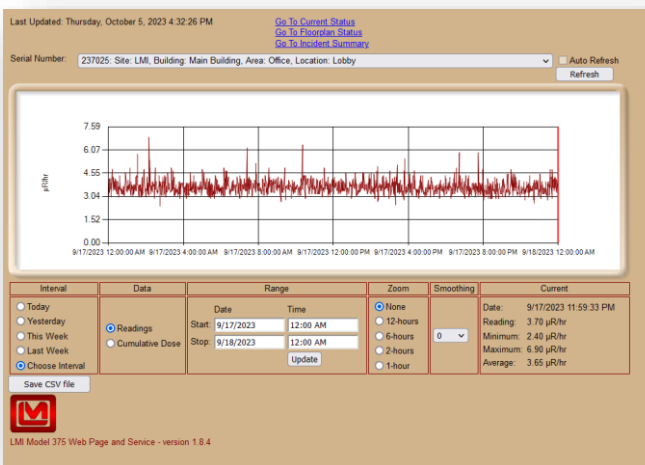 Last Updated: Thursday, October 5, 2023 4:32:26 PM
Go To Current Status
Go To Floorplan Status
Go To Incident Summary
Serial Number: 237025: Site: LMI, Building: Main Building, Area: Office, Location: Lobby
Auto Refresh
Refresh
7.59
6.07
4.55
3.04
1.52
0.00
µR/hr
9/17/2023 12:00:00 AM 9/17/2023 4:00:00 AM 9/17/2023 8:00:00 AM 9/17/2023 12:00:00 PM 9/17/2023 4:00:00 PM 9/17/2023 8:00:00 PM 9/18/2023 12:00:00 AM
Interval Data Range Zoom Smoothing Current
Today
Yesterday
This Week
Last Week
Choose Interval
Readings
Cumulative Dose
Date Time
Start: 9/17/2023 12:00 AM
Stop: 9/18/2023 12:00 AM
Update
None
12-hours
6-hours
2-hours
1-hour
0
Date: 9/17/2023 11:59:33 PM
Reading: 3.70 µR/hr
Minimum: 2.40 µR/hr
Maximum: 6.90 µR/hr
Average: 3.65 µR/hr
Save CSV file
LMI
LMI Model 375 Web Page and Service - version 1.8.4